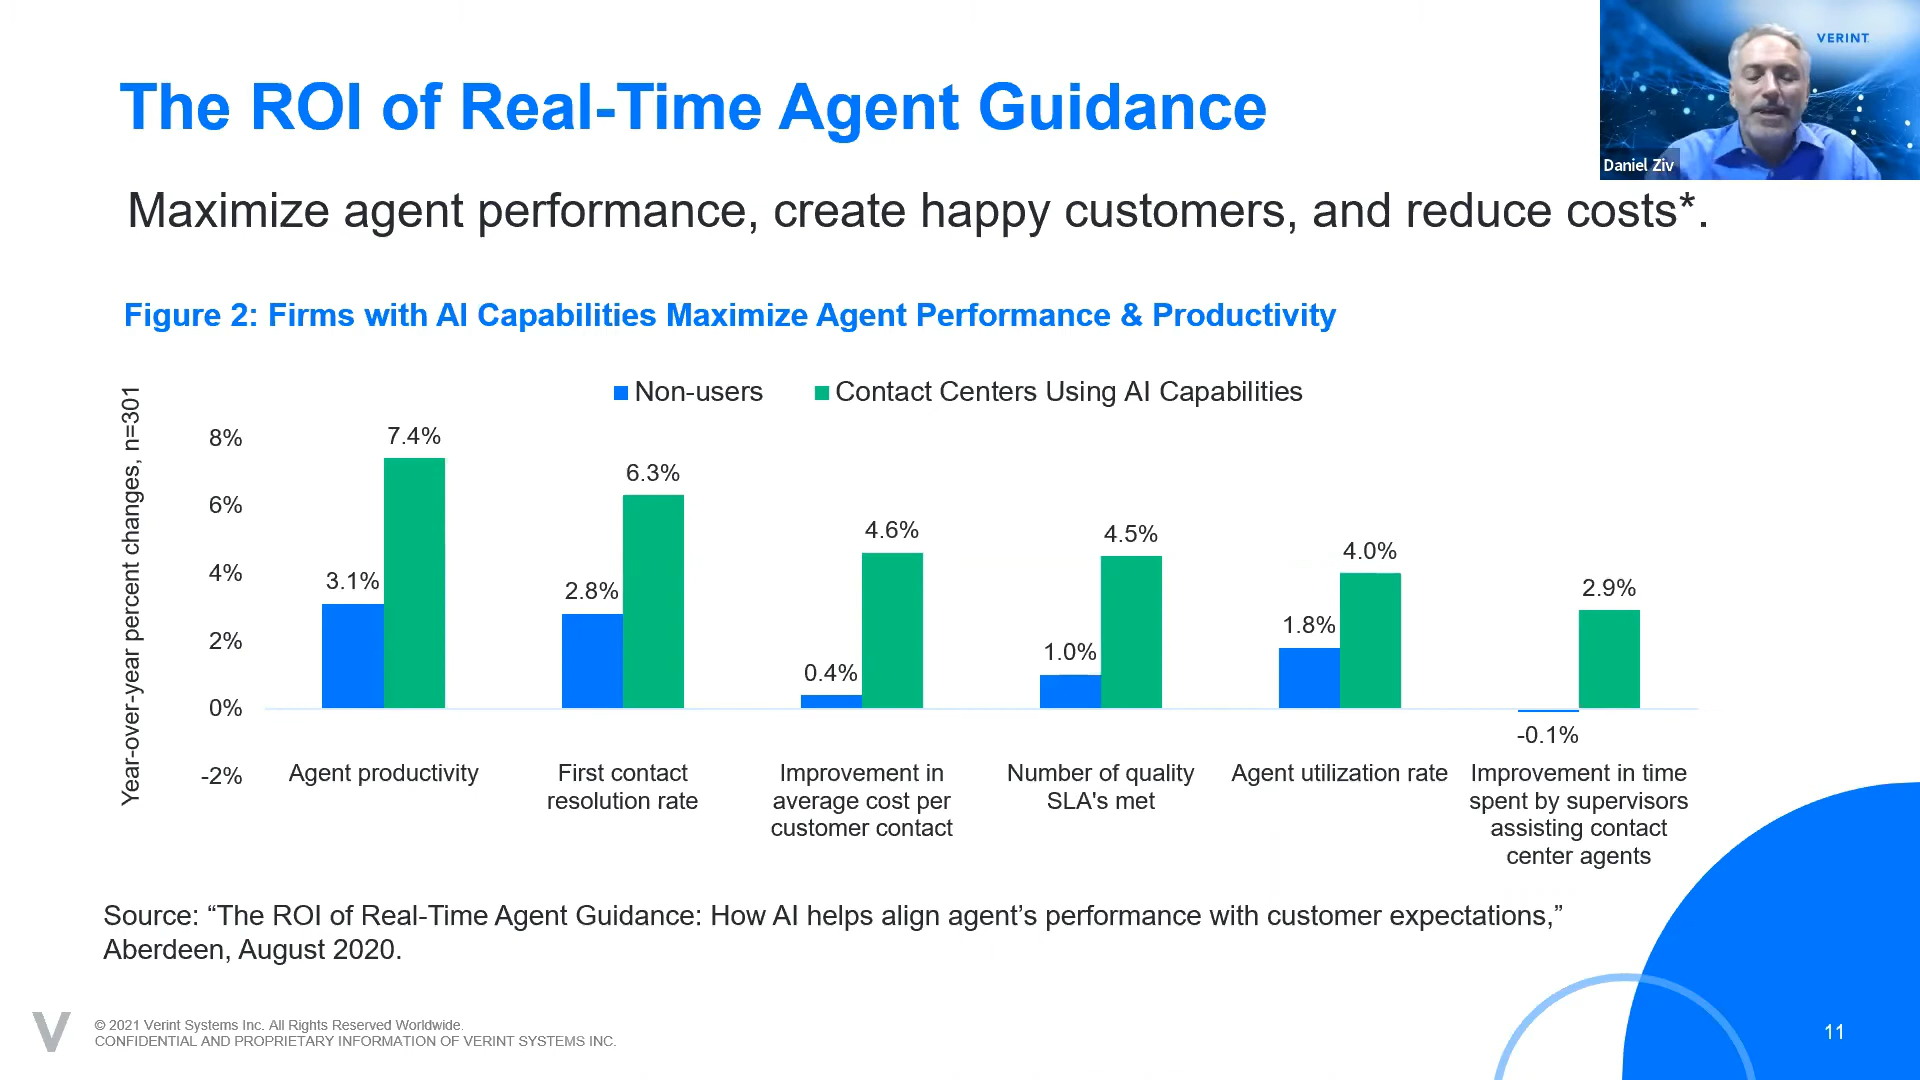 The ROI of Real-Time Agent Guidance
VERINT
Daniel Ziv
Maximize agent performance, create happy customers, and reduce costs*.
Figure 2: Firms with AI Capabilities Maximize Agent Performance & Productivity
Non-users
Contact Centers Using AI Capabilities
Year-over-year percent changes, n=301
8%
6%
4%
2%
0%
-2%
3.1%
7.4%
2.8%
6.3%
0.4%
4.6%
1.0%
4.5%
1.8%
4.0%
-0.1%
2.9%
Agent productivity
First contact
resolution rate
Improvement in
average cost per
customer contact
Number of quality
SLA's met
Agent utilization rate
Improvement in time
spent by supervisors
assisting contact
center agents
Source: “The ROI of Real-Time Agent Guidance: How AI helps align agent’s performance with customer expectations,”
Aberdeen, August 2020.
© 2021 Verint Systems Inc. All Rights Reserved Worldwide.
CONFIDENTIAL AND PROPRIETARY INFORMATION OF VERINT SYSTEMS INC.
11